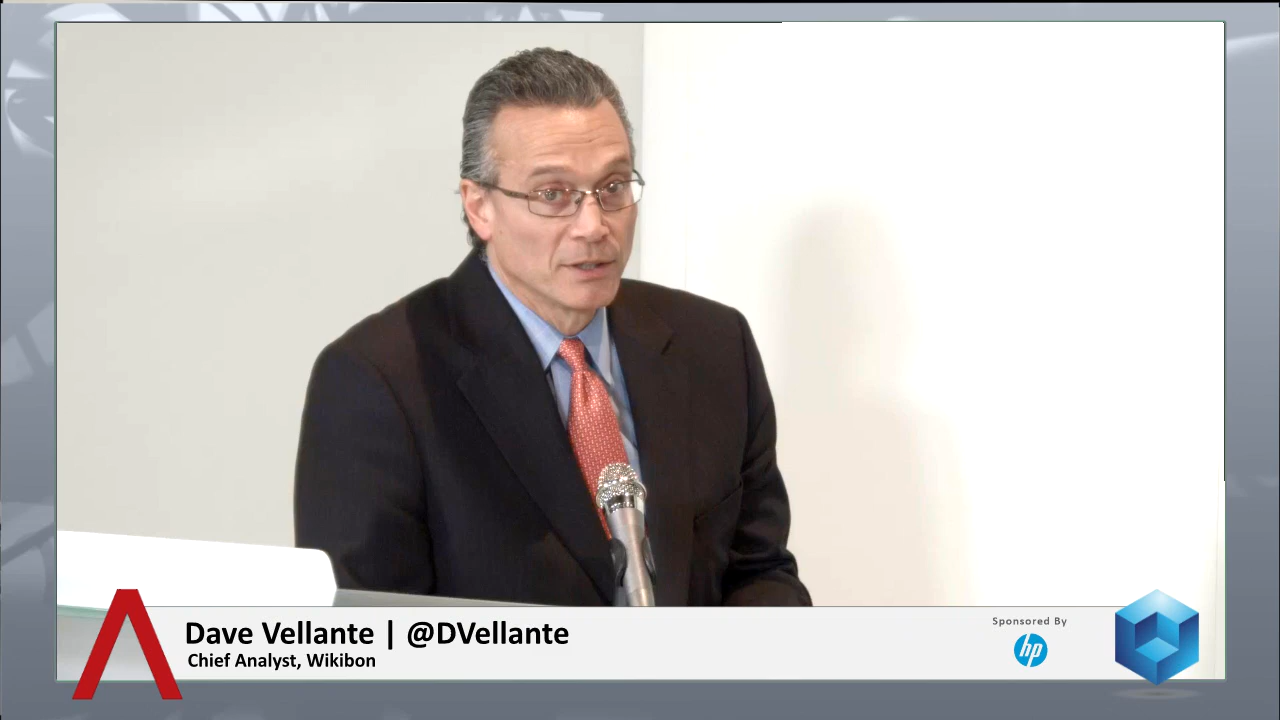 Dave Vellante | @DVellante
Chief Analyst, Wikibon
Sponsored By
hp